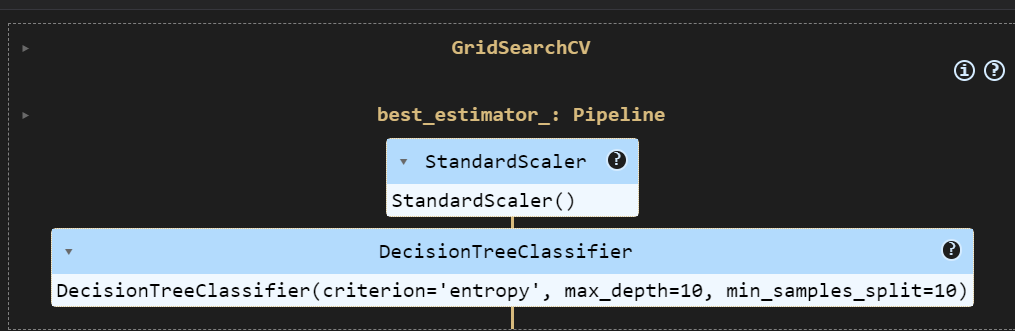 GridSearchCV
i ?
best_estimator_: Pipeline
StandardScaler ?
StandardScaler()
DecisionTreeClassifier ?
DecisionTreeClassifier(criterion='entropy', max_depth=10, min_samples_split=10)